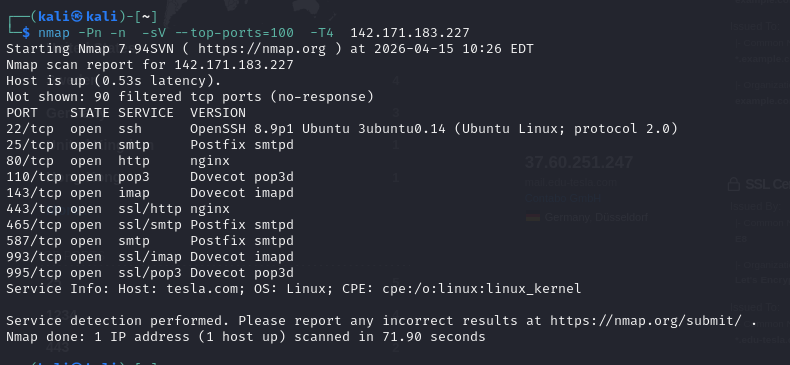 (kali㉿kali)-[~]
$ nmap -Pn -n  -sV --top-ports=100  -T4  142.171.183.227
Starting Nmap 7.94SVN ( https://nmap.org ) at 2026-04-15 10:26 EDT
Nmap scan report for 142.171.183.227
Host is up (0.53s latency).
Not shown: 90 filtered tcp ports (no-response)
PORT    STATE SERVICE  VERSION
22/tcp  open  ssh      OpenSSH 8.9p1 Ubuntu 3ubuntu0.14 (Ubuntu Linux; protocol 2.0)
25/tcp  open  smtp     Postfix smtpd
80/tcp  open  http     nginx
110/tcp open  pop3     Dovecot pop3d
143/tcp open  imap     Dovecot imapd
443/tcp open  ssl/http nginx
465/tcp open  ssl/smtp Postfix smtpd
587/tcp open  smtp     Postfix smtpd
993/tcp open  ssl/imap Dovecot imapd
995/tcp open  ssl/pop3 Dovecot pop3d
Service Info: Host: tesla.com; OS: Linux; CPE: cpe:/o:linux:linux_kernel
Service detection performed. Please report any incorrect results at https://nmap.org/submit/ .
Nmap done: 1 IP address (1 host up) scanned in 71.90 seconds
37.60.251.247
Germany, Düsseldorf